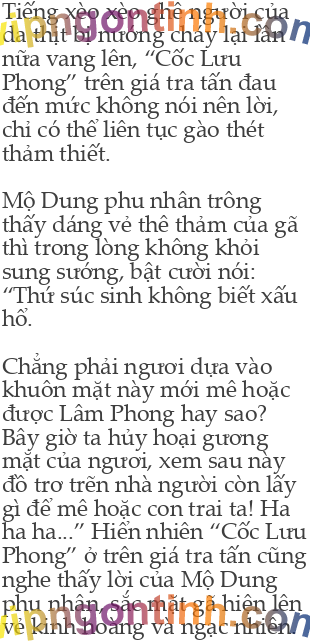 Tiếng xèo xèo ghê người của
da thịt bị nướng cháy lại lần
nữa vang lên, “Cốc Lưu
Phong” trên giá tra tấn đau
đến mức không nói nên lời,
chỉ có thể liên tục gào thét
thảm thiết.

Mộ Dung phu nhân trông
thấy dáng vẻ thê thảm của gã
thì trong lòng không khỏi
sung sướng, bật cười nói:
“Thứ súc sinh không biết xấu
hổ.

Chẳng phải ngươi dựa vào
khuôn mặt này mới mê hoặc
được Lâm Phong hay sao?
Bây giờ ta hủy hoại gương
mặt của ngươi, xem sau này
đồ trơ trẽn nhà ngươi còn lấy
gì để mê hoặc con trai ta! Ha
ha ha...” Hiển nhiên “Cốc Lưu
Phong” ở trên giá tra tấn cũng
nghe thấy lời của Mộ Dung
phu nhân, sắc mặt gã hiện lên
vẻ kinh hoàng và ngạc nhiên